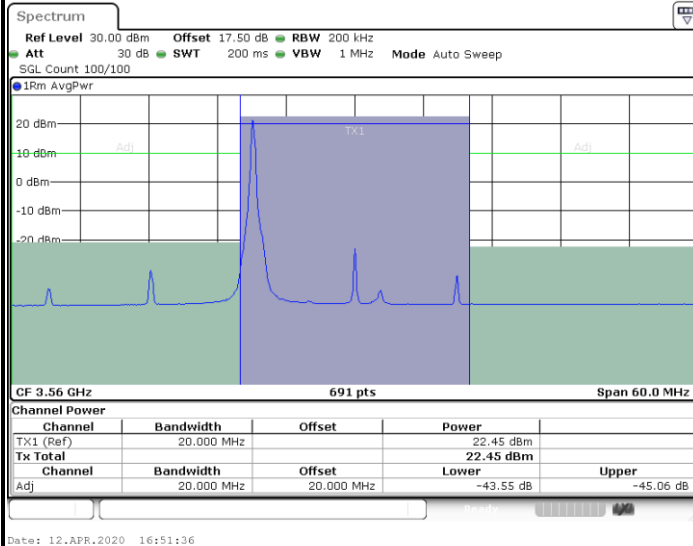 Spectrum
Ref Level 30.00 dBm Offset 17.50 dB RBW 200 kHz
Att 30 dB SWT 200 ms VBW 1 MHz Mode Auto Sweep
SGL Count 100/100
1Rm AvgPwr
20 dBm
TX1
Adj Adj
10 dBm
0 dBm
-10 dBm
-20 dBm
CF 3.56 GHz 691 pts Span 60.0 MHz
Channel Power
Channel Bandwidth Offset Power
TX1 (Ref) 20.000 MHz 22.45 dBm
Tx Total 22.45 dBm
Channel Bandwidth Offset Lower Upper
Adj 20.000 MHz 20.000 MHz -43.55 dB -45.06 dB
Ready
Date: 12.APR.2020 16:51:36